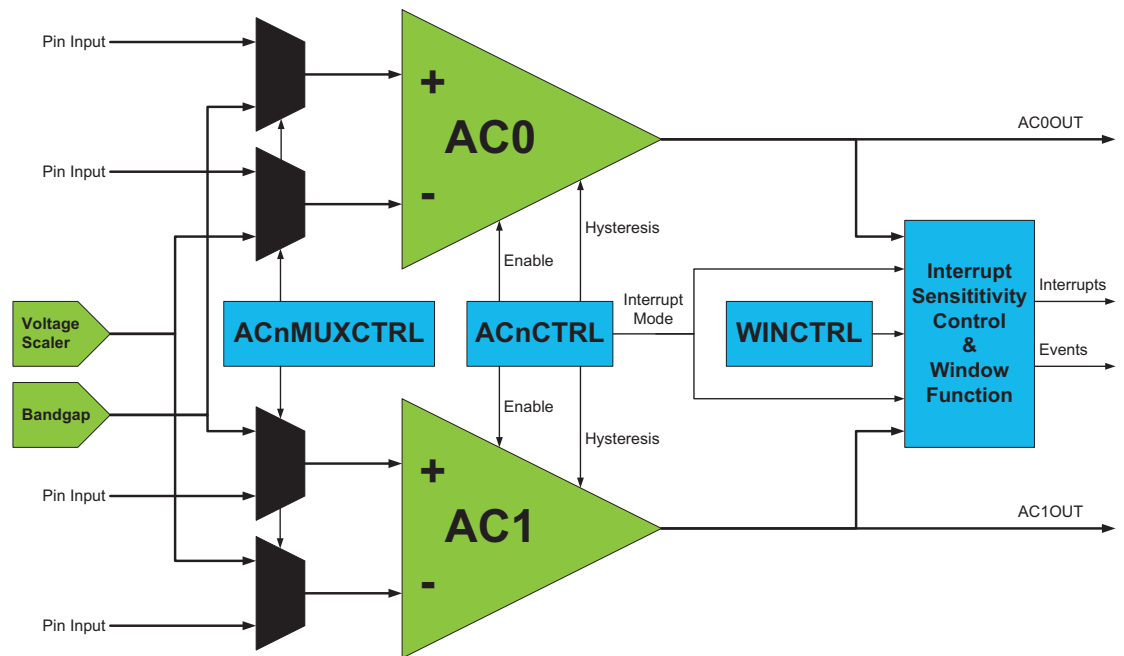 Pin Input
+
AC0
-
AC0OUT
Pin Input
Hysteresis
Enable
Voltage
Scaler
ACnMUXCTRL
ACnCTRL
Interrupt
Mode
WINCTRL
Interrupt
Sensititivity
Control
&
Window
Function
Interrupts
Events
Bandgap
Enable
Hysteresis
Pin Input
+
AC1
-
AC1OUT
Pin Input